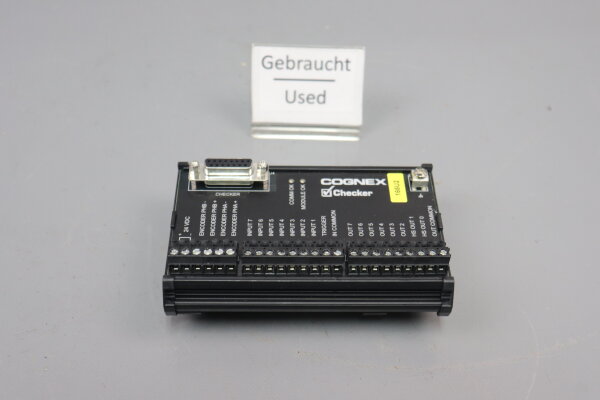 Gebraucht
Used
COGNEX
Checker
CHECKER
COMM OK
MODULE OK
24 VDC
ENCODER PHB -
ENCODER PHB +
ENCODER PHA -
ENCODER PHA +
INPUT 7
INPUT 6
INPUT 5
INPUT 4
INPUT 3
INPUT 2
INPUT 1
TRIGGER
IN COMMON
OUT 7
OUT 6
OUT 5
OUT 4
OUT 3
OUT 2
HS OUT 1
HS OUT 0
OUT COMMON